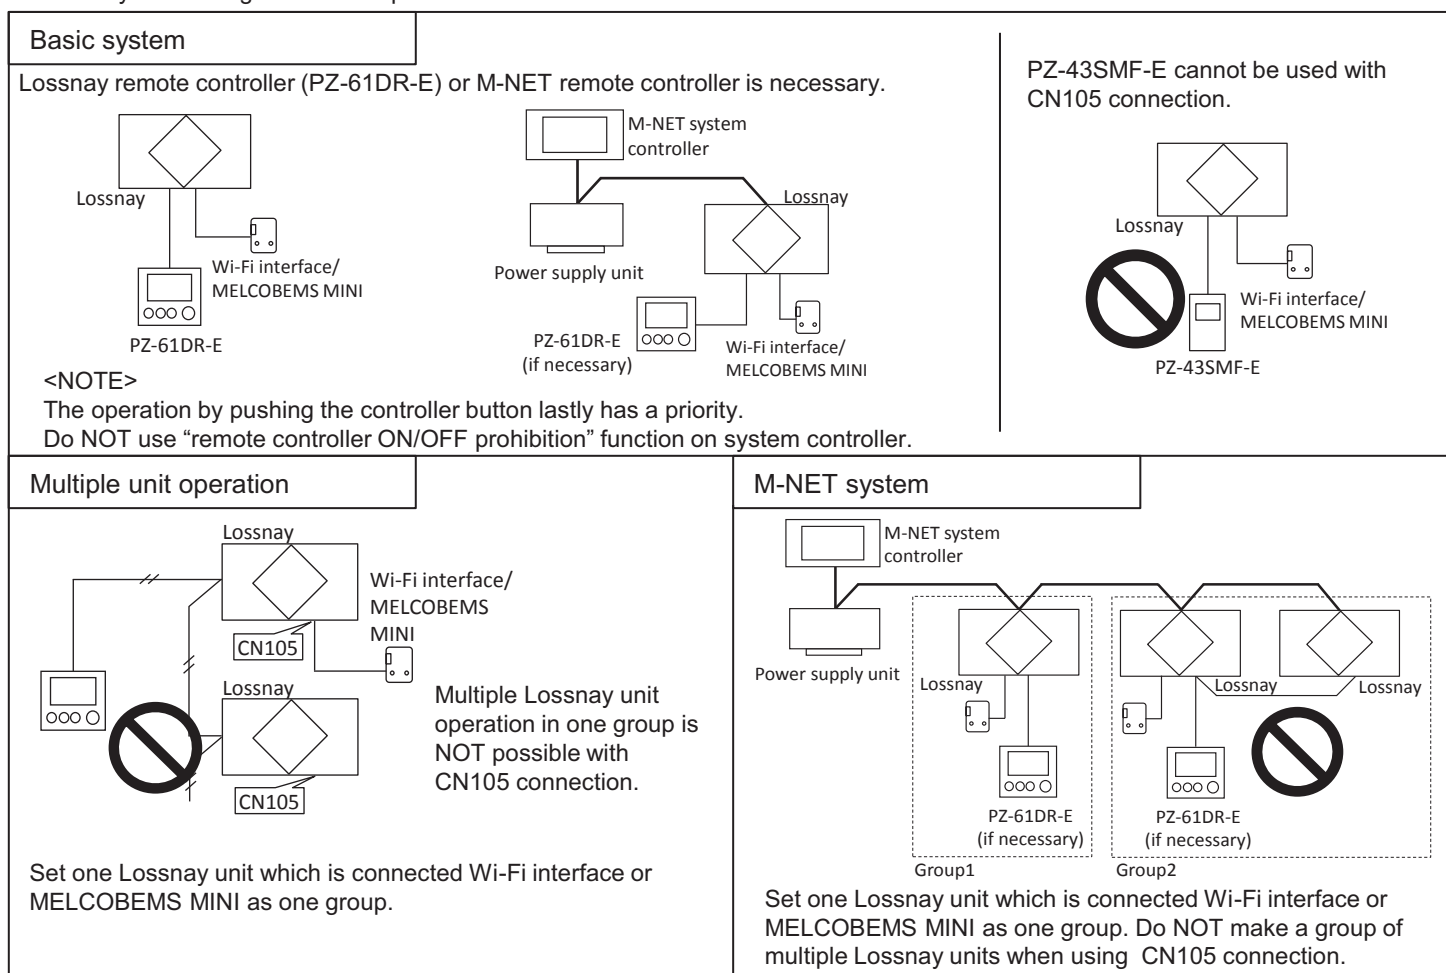 Basic system
Lossnay remote controller (PZ-61DR-E) or M-NET remote controller is necessary.
Lossnay
Wi-Fi interface/
MELCOBEMS MINI
PZ-61DR-E
M-NET system
controller
Lossnay
Power supply unit
PZ-61DR-E
(if necessary)
Wi-Fi interface/
MELCOBEMS MINI
<NOTE>
The operation by pushing the controller button lastly has a priority.
Do NOT use “remote controller ON/OFF prohibition” function on system controller.
PZ-43SMF-E cannot be used with
CN105 connection.
Lossnay
Wi-Fi interface/
MELCOBEMS MINI
PZ-43SMF-E
Multiple unit operation
Lossnay
Wi-Fi interface/
MELCOBEMS
MINI
CN105
Lossnay
CN105
Multiple Lossnay unit
operation in one group is
NOT possible with
CN105 connection.
Set one Lossnay unit which is connected Wi-Fi interface or
MELCOBEMS MINI as one group.
M-NET system
M-NET system
controller
Power supply unit
Lossnay
Lossnay
Lossnay
PZ-61DR-E
(if necessary)
PZ-61DR-E
(if necessary)
Group1
Group2
Set one Lossnay unit which is connected Wi-Fi interface or
MELCOBEMS MINI as one group. Do NOT make a group of
multiple Lossnay units when using CN105 connection.